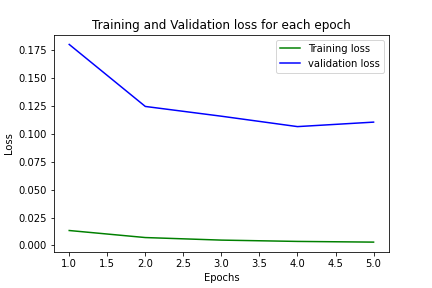 Training and Validation loss for each epoch
Training loss
validation loss
Loss
0.175
0.150
0.125
0.100
0.075
0.050
0.025
0.000
1.0 1.5 2.0 2.5 3.0 3.5 4.0 4.5 5.0
Epochs